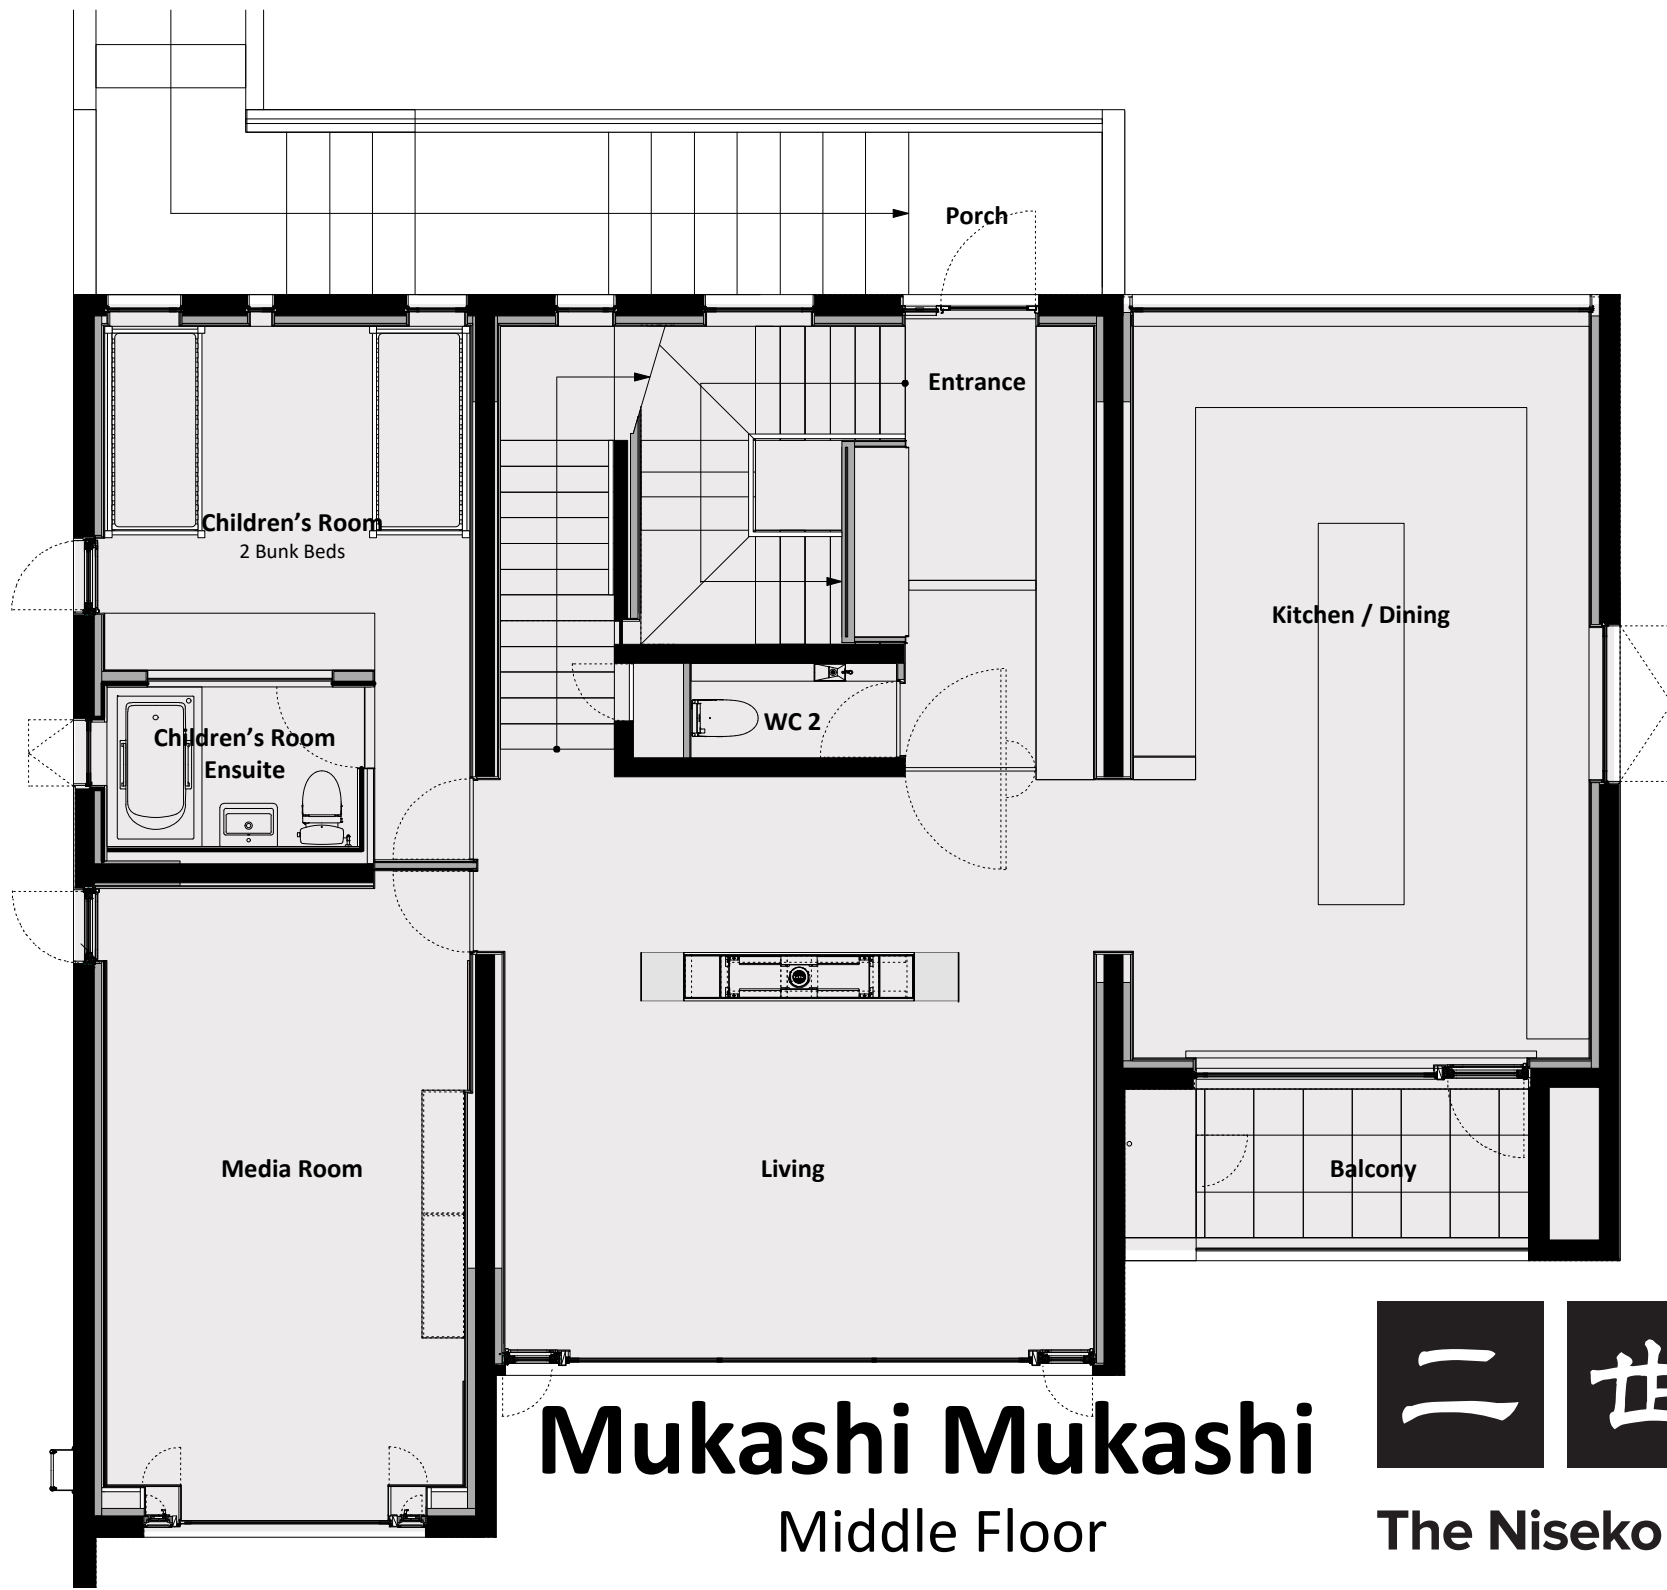 Porch
Entrance
Children's Room
2 Bunk Beds
Kitchen / Dining
WC 2
Children's Room
Ensuite
Media Room
Living
Balcony
Mukashi Mukashi
Middle Floor
二世
The Niseko